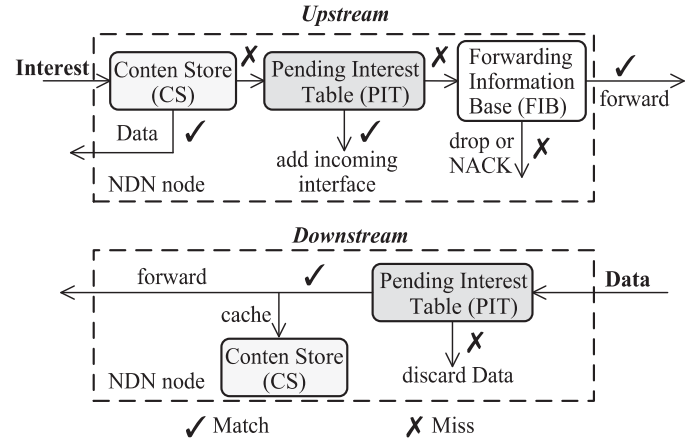 Upstream
Interest
Conten Store
(CS)
Pending Interest
Table (PIT)
Forwarding
Information
Base (FIB)
forward
Data
add incoming
interface
drop or
NACK
NDN node
Downstream
forward
Pending Interest
Table (PIT)
Data
cache
Conten Store
(CS)
discard Data
NDN node
Match
Miss